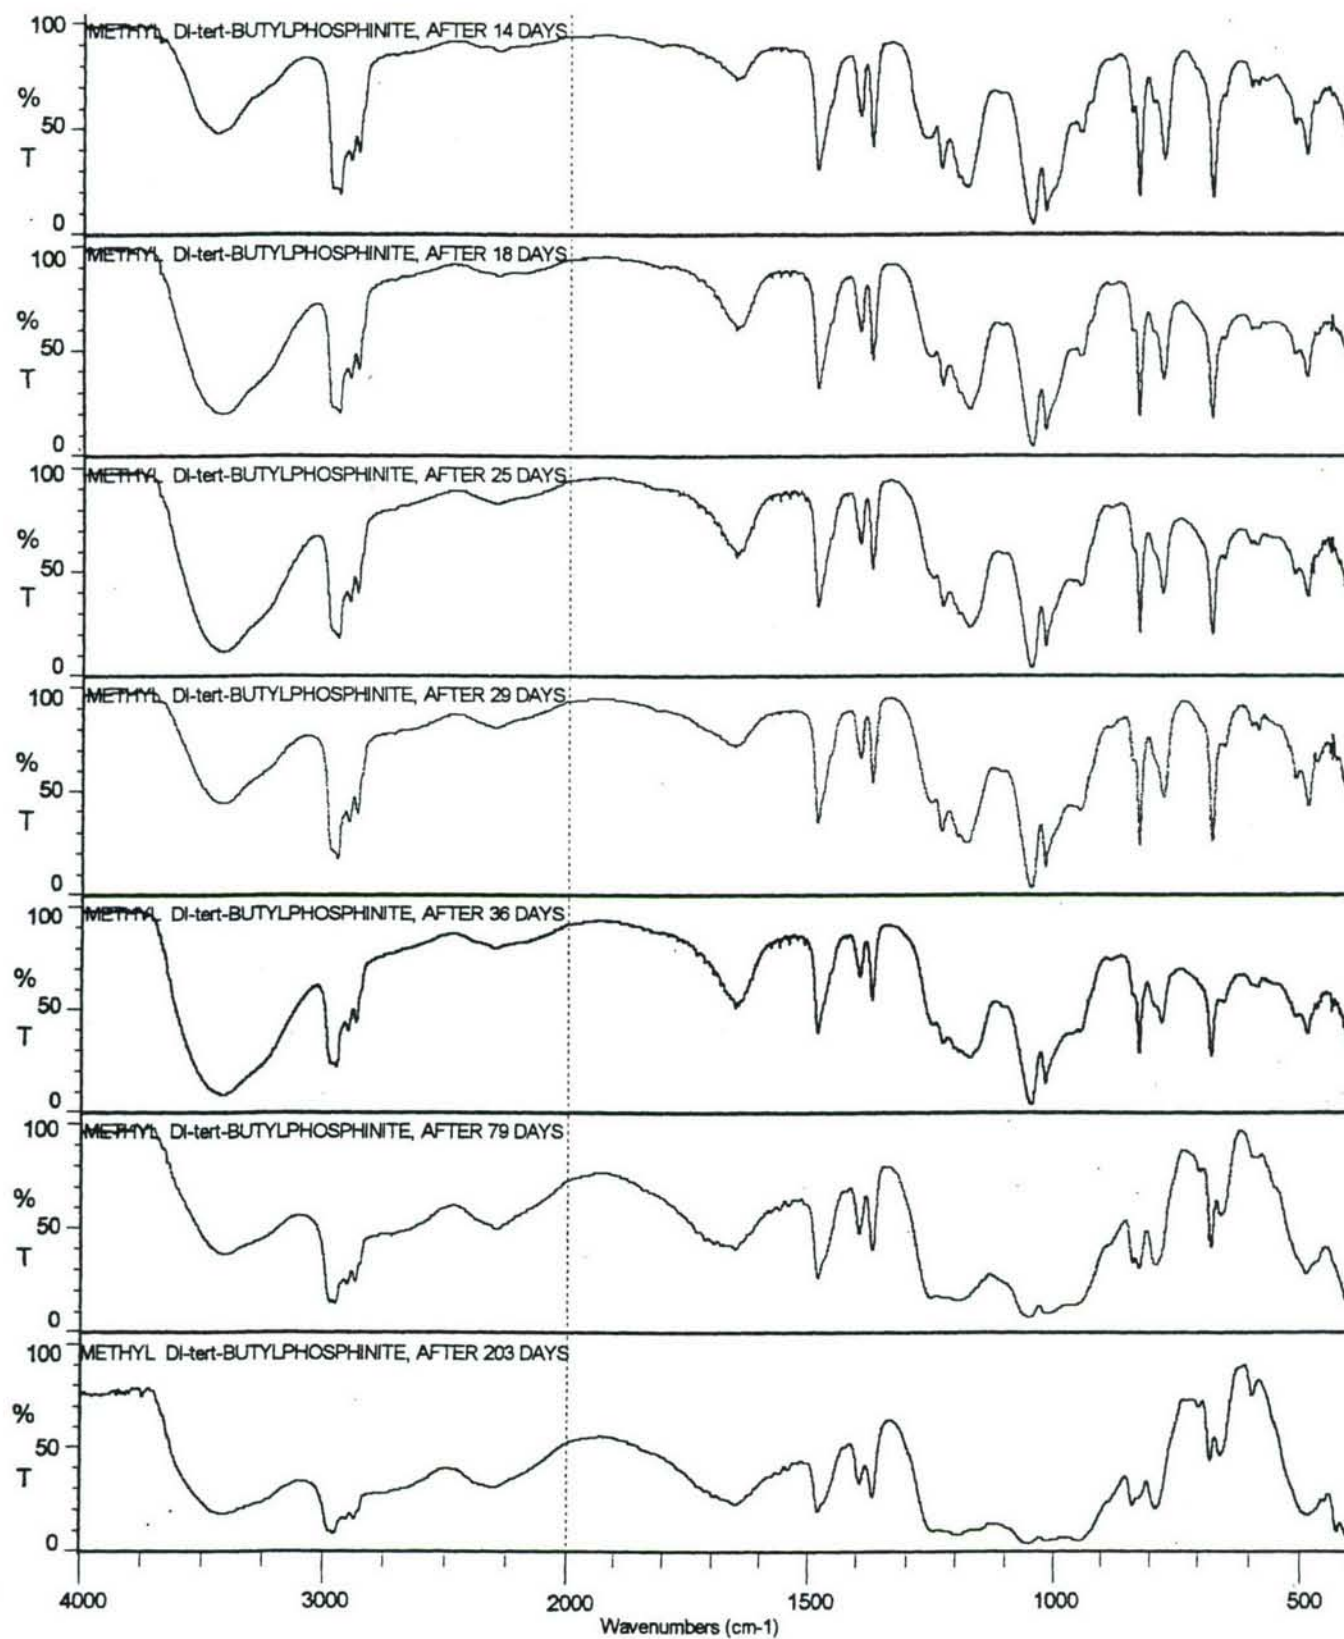 100 METHYL DI-tert-BUTYLPHOSPHINITE, AFTER 14 DAYS
%
50
T
0
100 METHYL DI-tert-BUTYLPHOSPHINITE, AFTER 18 DAYS
%
50
T
0
100 METHYL DI-tert-BUTYLPHOSPHINITE, AFTER 25 DAYS
%
50
T
0
100 METHYL DI-tert-BUTYLPHOSPHINITE, AFTER 29 DAYS
%
50
T
0
100 METHYL DI-tert-BUTYLPHOSPHINITE, AFTER 36 DAYS
%
50
T
0
100 METHYL DI-tert-BUTYLPHOSPHINITE, AFTER 79 DAYS
%
50
T
0
100 METHYL DI-tert-BUTYLPHOSPHINITE, AFTER 203 DAYS
%
50
T
0
4000 3000 2000 1500 1000 500
Wavenumbers (cm-1)